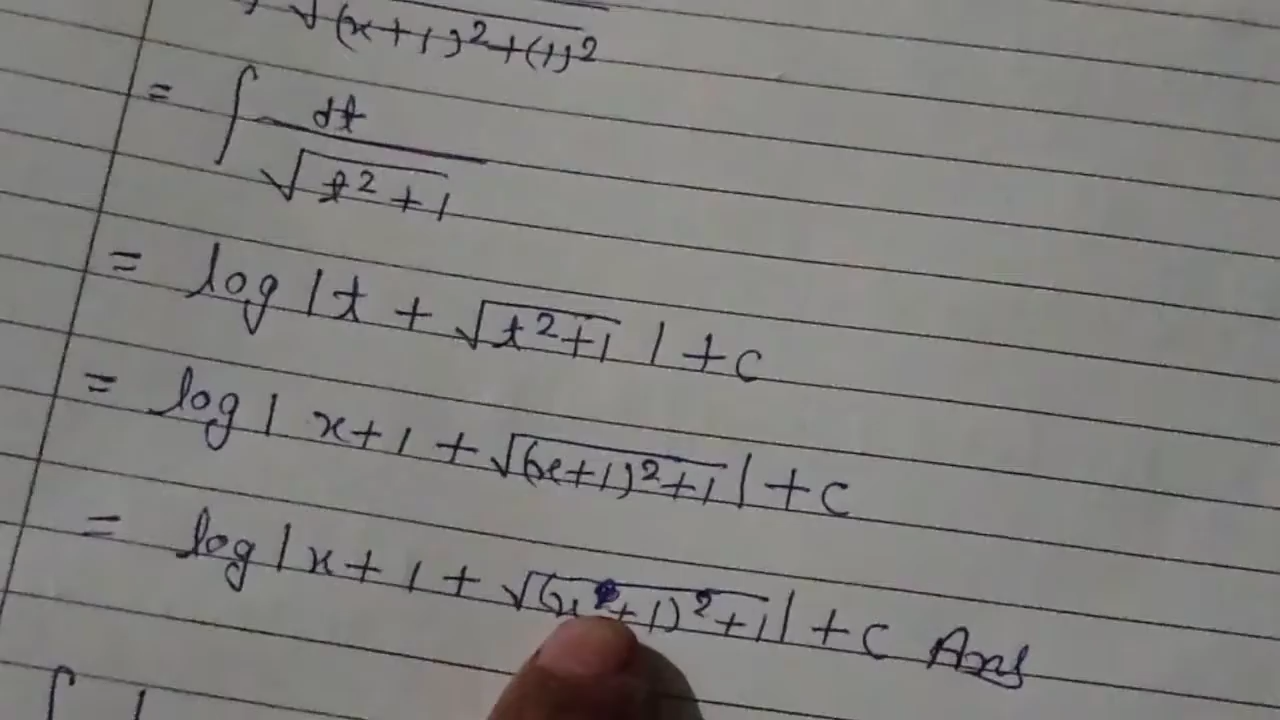 √(x+1)²+(1)²
= ∫ dt / √t²+1
= log |t + √t²+1 | + c
= log | x+1 + √(x+1)²+1 | + c
= log |x+1 + √(x²+1)²+1 | + c Ans
∫